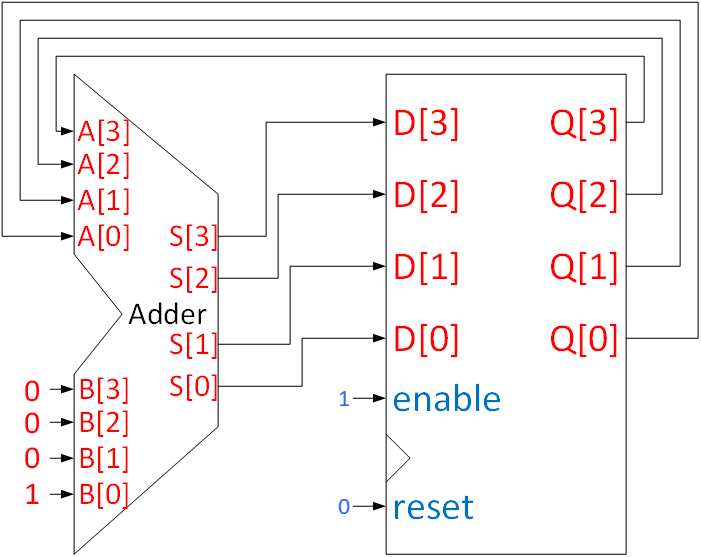 A[3]
A[2]
A[1]
A[0]
S[3]
S[2]
Adder
S[1]
S[0]
0 B[3]
0 B[2]
0 B[1]
1 B[0]
D[3] Q[3]
D[2] Q[2]
D[1] Q[1]
D[0] Q[0]
1 enable
0 reset